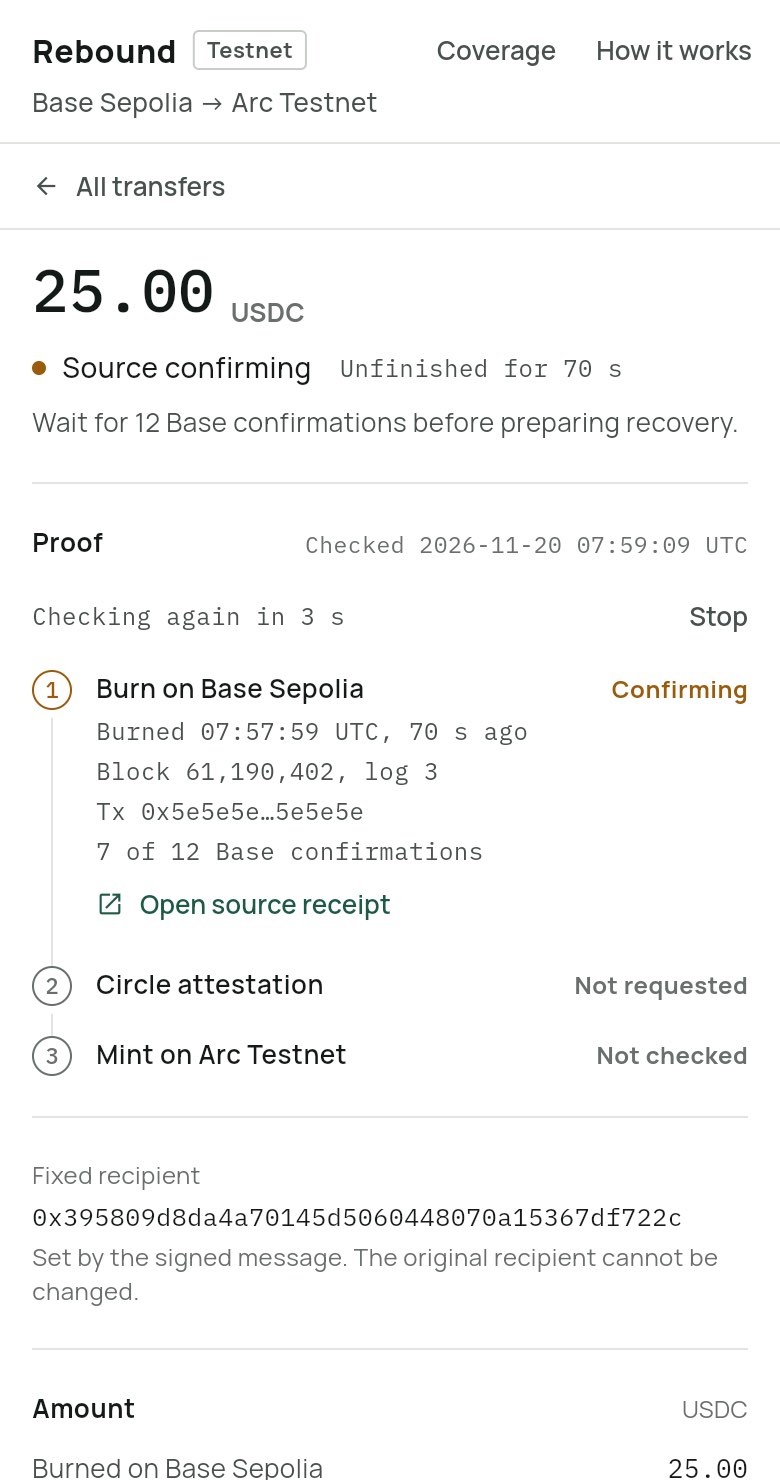 Rebound Testnet Coverage How it works
Base Sepolia → Arc Testnet
← All transfers
25.00 USDC
Source confirming Unfinished for 70 s
Wait for 12 Base confirmations before preparing recovery.
Proof Checked 2026-11-20 07:59:09 UTC
Checking again in 3 s Stop
1 Burn on Base Sepolia Confirming
Burned 07:57:59 UTC, 70 s ago
Block 61,190,402, log 3
Tx 0x5e5e5e…5e5e5e
7 of 12 Base confirmations
Open source receipt
2 Circle attestation Not requested
3 Mint on Arc Testnet Not checked
Fixed recipient
0x395809d8da4a70145d5060448070a15367df722c
Set by the signed message. The original recipient cannot be
changed.
Amount USDC
Burned on Base Sepolia 25.00